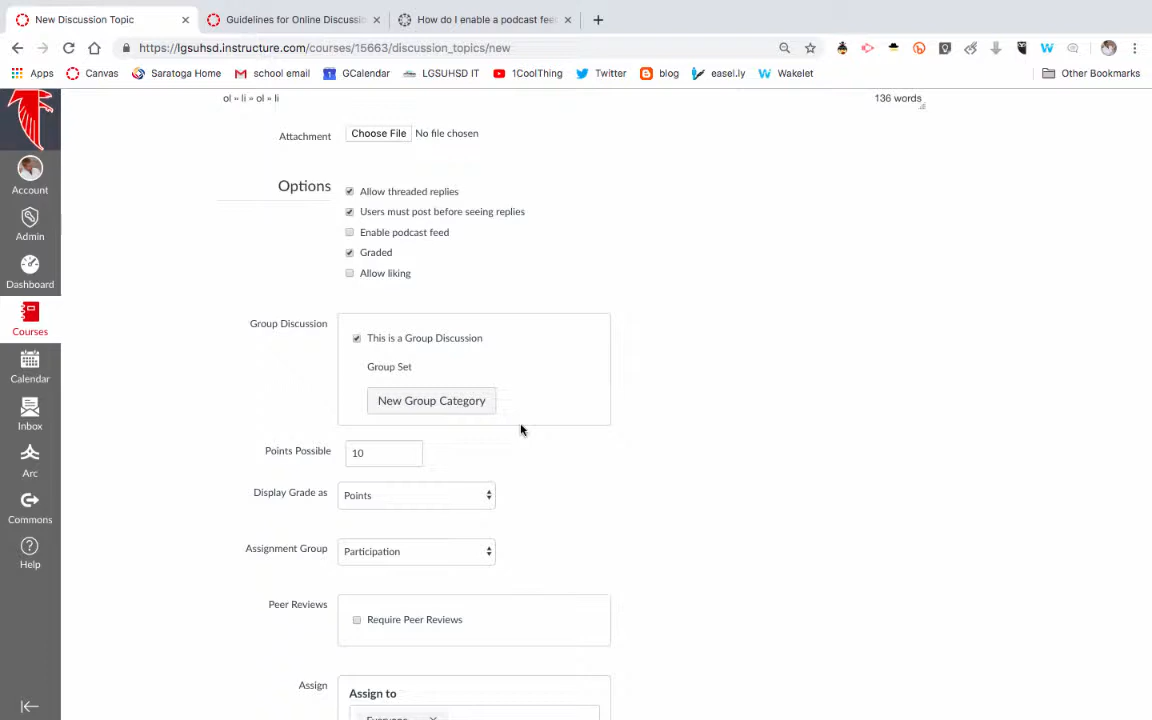 New Discussion Topic
Guidelines for Online Discussio
How do I enable a podcast fee
https://lgsuhsd.instructure.com/courses/15663/discussion_topics/new
Apps
Canvas
Saratoga Home
school email
GCalendar
LGSUHSD IT
1CoolThing
Twitter
blog
easel.ly
Wakelet
Other Bookmarks
ol » li » ol » li
136 words
Attachment
Choose File No file chosen
Options
Allow threaded replies
Users must post before seeing replies
Enable podcast feed
Graded
Allow liking
Group Discussion
This is a Group Discussion
Group Set
New Group Category
Points Possible
10
Display Grade as
Points
Assignment Group
Participation
Peer Reviews
Require Peer Reviews
Assign
Assign to
Everyone
Account
Admin
Dashboard
Courses
Calendar
Inbox
Arc
Commons
Help